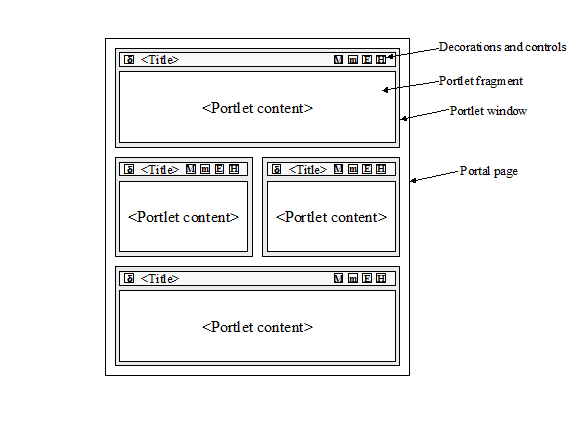 Decorations and controls
δ <Title> M m E H
Portlet fragment
<Portlet content>
Portlet window
δ <Title> M m E H
δ <Title> M m E H
Portal page
<Portlet content>
<Portlet content>
δ <Title> M m E H
<Portlet content>